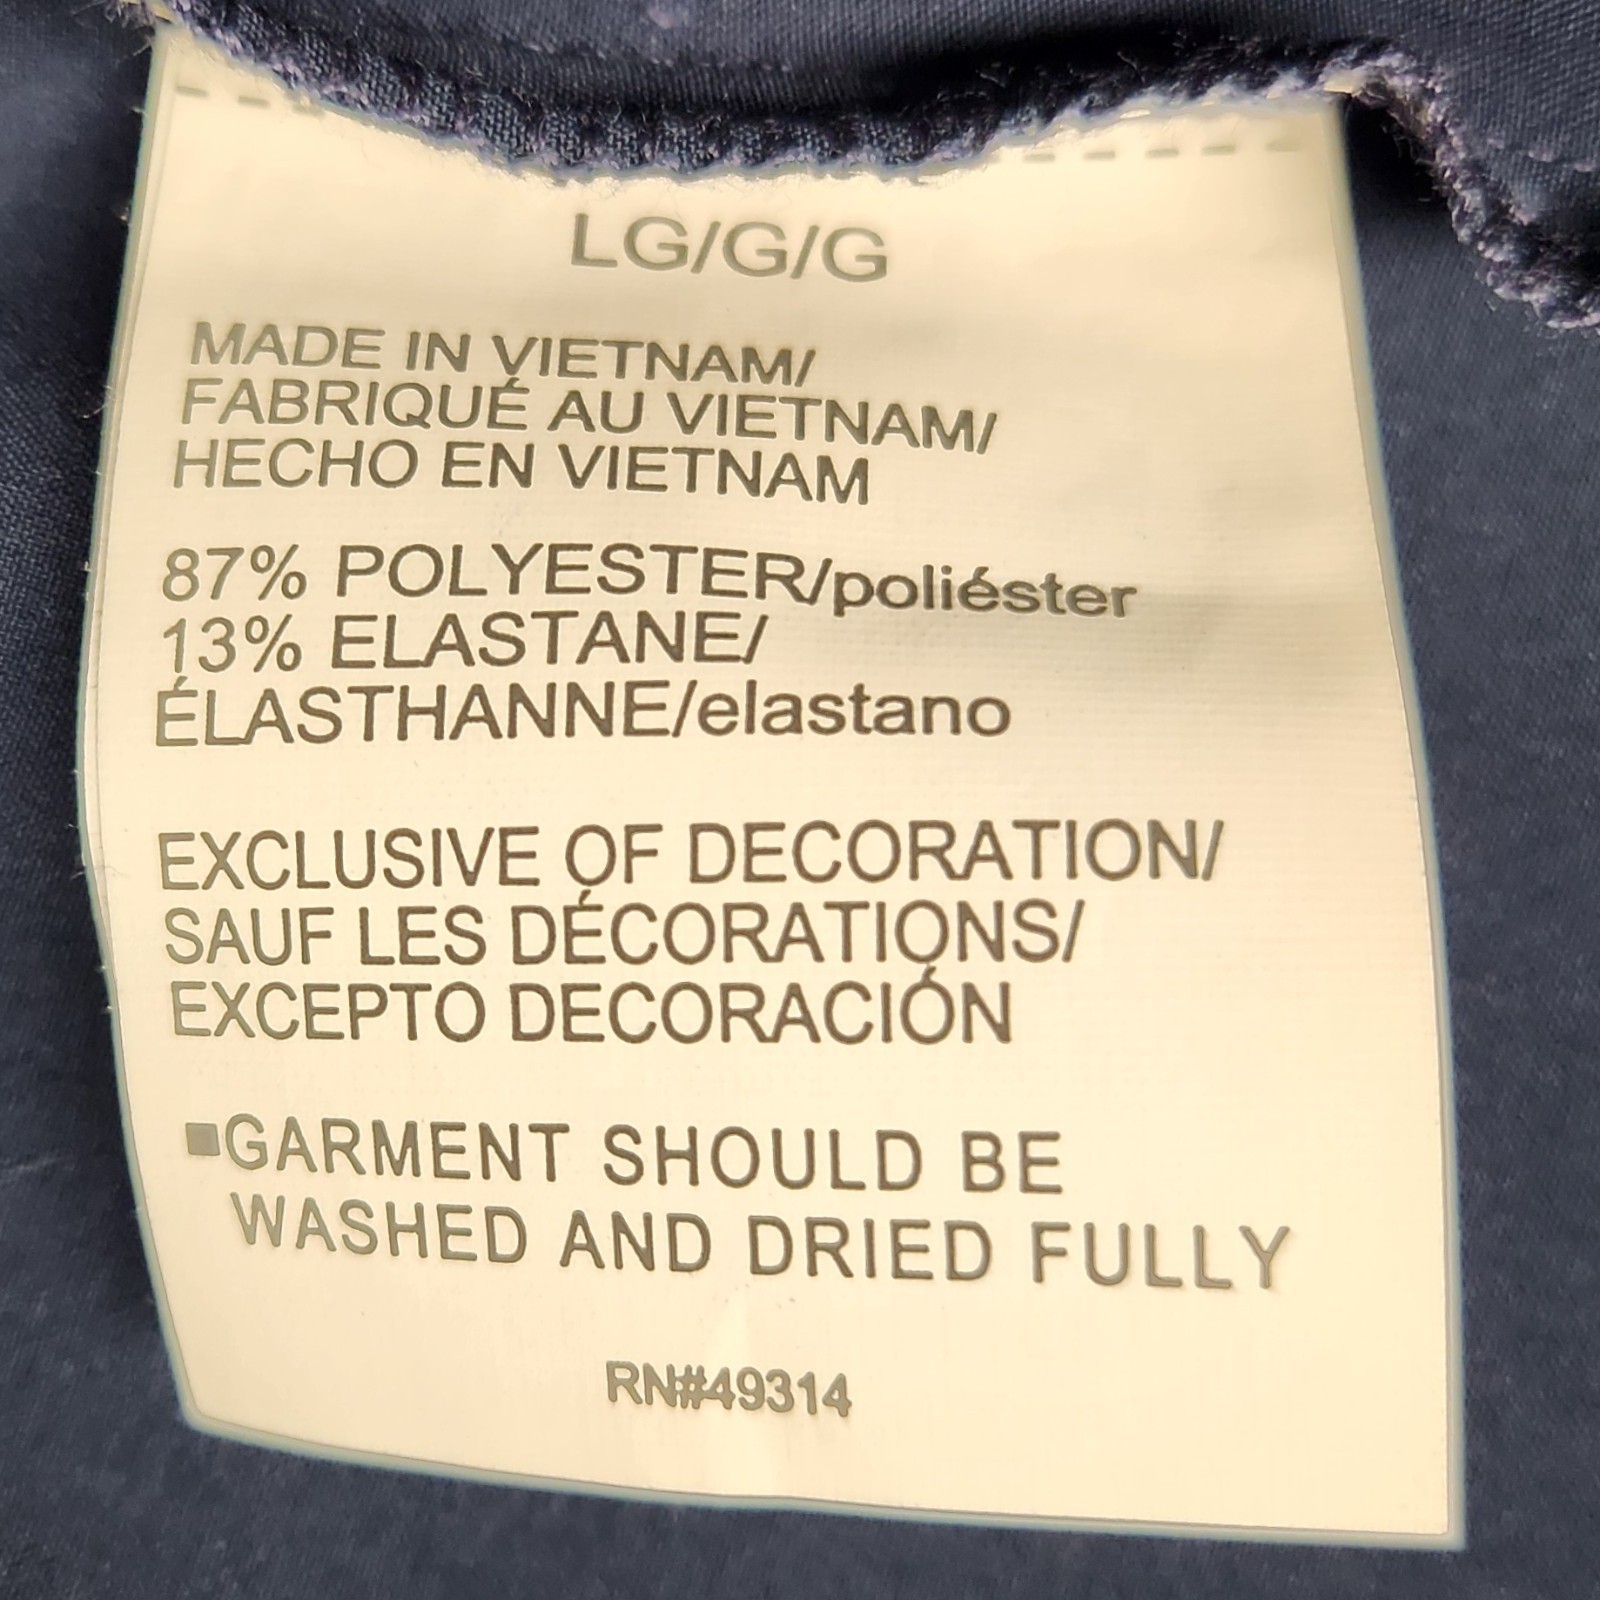 LG/G/G
MADE IN VIETNAM/
FABRIQUÉ AU VIETNAM/
HECHO EN VIETNAM
87% POLYESTER/poliéster
13% ELASTANE/
ÉLASTHANNE/elastano
EXCLUSIVE OF DECORATION/
SAUF LES DÉCORATIONS/
EXCEPTO DECORACIÓN
■GARMENT SHOULD BE
WASHED AND DRIED FULLY
RN#49314